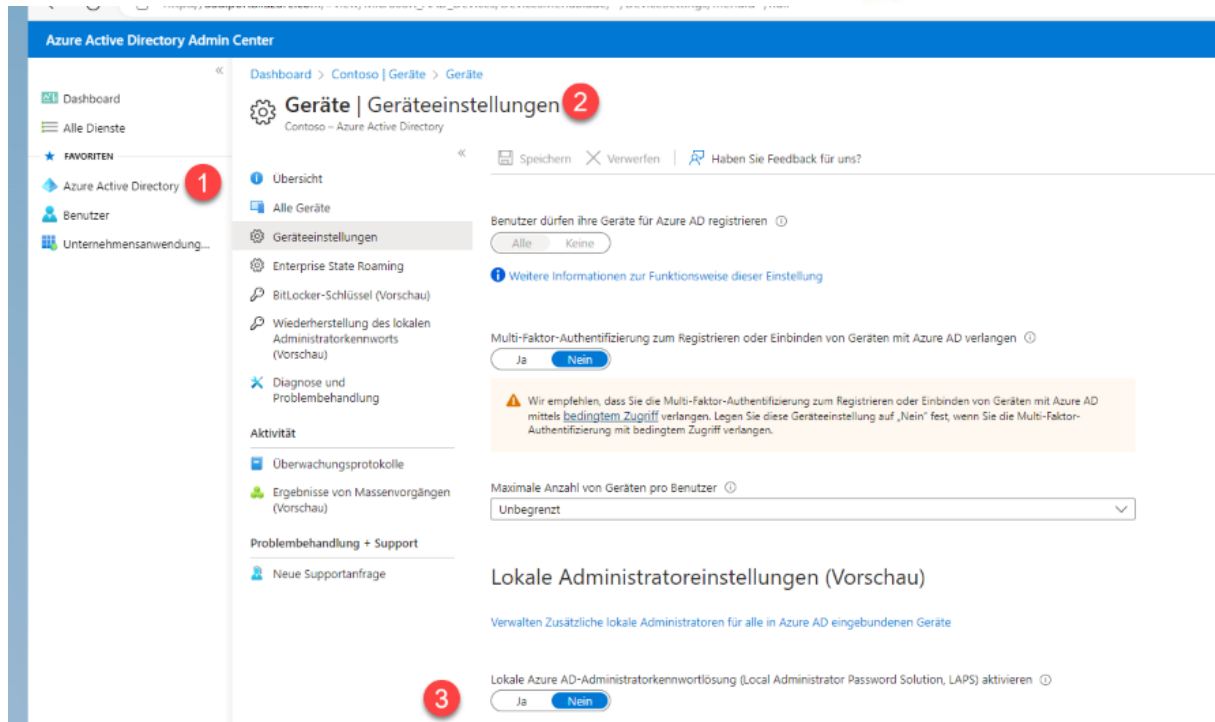 Azure Active Directory Admin Center
Dashboard
Alle Dienste
FAVORITEN
Azure Active Directory
1
Benutzer
Unternehmensanwendung...
Dashboard > Contoso | Geräte > Geräte
Geräte | Geräteeinstellungen
2
Contoso – Azure Active Directory
Übersicht
Alle Geräte
Geräteeinstellungen
Enterprise State Roaming
BitLocker-Schlüssel (Vorschau)
Wiederherstellung des lokalen
Administratorkennworts
(Vorschau)
Diagnose und
Problembehandlung
Aktivität
Überwachungsprotokolle
Ergebnisse von Massenvorgängen
(Vorschau)
Problembehandlung + Support
Neue Supportanfrage
Speichern Verwerfen Haben Sie Feedback für uns?
Benutzer dürfen ihre Geräte für Azure AD registrieren
Alle Keine
Weitere Informationen zur Funktionsweise dieser Einstellung
Multi-Faktor-Authentifizierung zum Registrieren oder Einbinden von Geräten mit Azure AD verlangen
Ja Nein
Wir empfehlen, dass Sie die Multi-Faktor-Authentifizierung zum Registrieren oder Einbinden von Geräten mit Azure AD
mittels bedingtem Zugriff verlangen. Legen Sie diese Geräteeinstellung auf „Nein" fest, wenn Sie die Multi-Faktor-
Authentifizierung mit bedingtem Zugriff verlangen.
Maximale Anzahl von Geräten pro Benutzer
Unbegrenzt
Lokale Administratoreinstellungen (Vorschau)
Verwalten Zusätzliche lokale Administratoren für alle in Azure AD eingebundenen Geräte
Lokale Azure AD-Administratorkennwortlösung (Local Administrator Password Solution, LAPS) aktivieren
3
Ja Nein